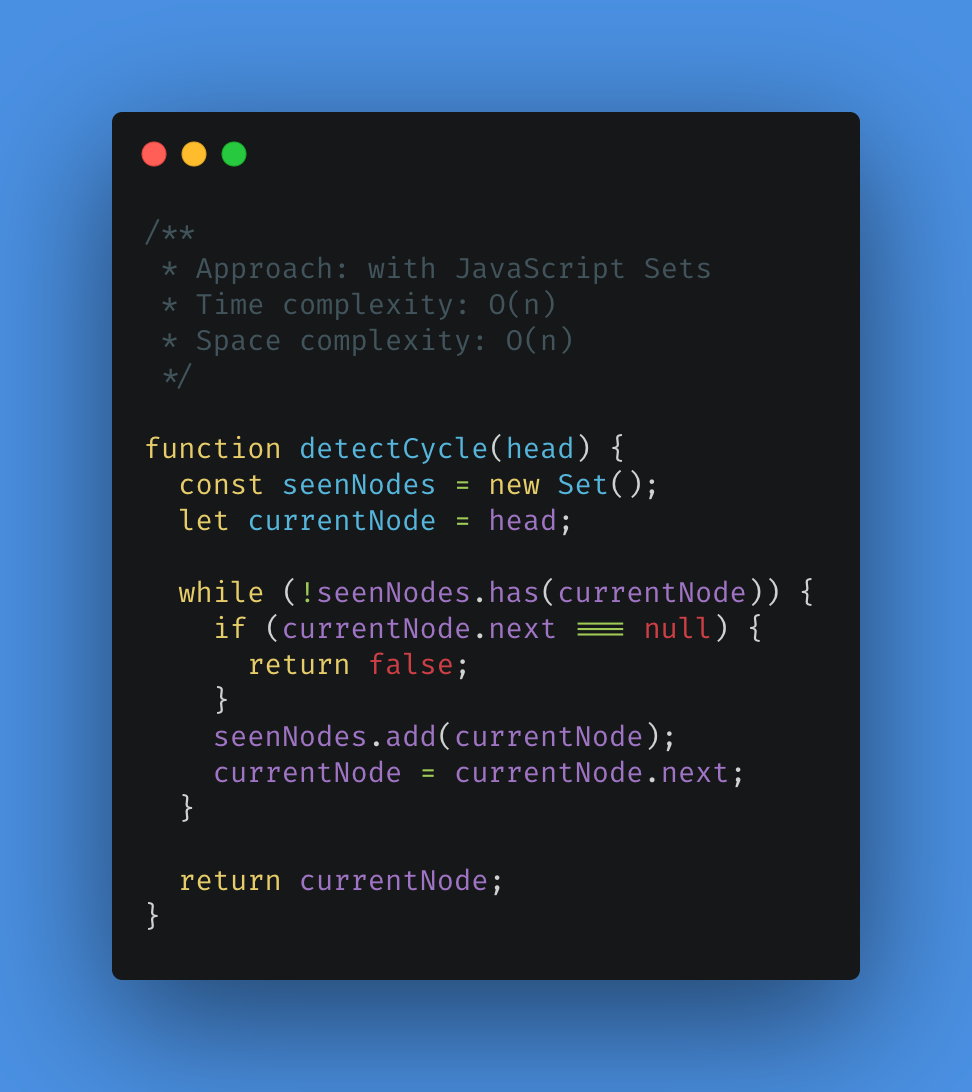 /**
 * Approach: with JavaScript Sets
 * Time complexity: O(n)
 * Space complexity: O(n)
 */

function detectCycle(head) {
  const seenNodes = new Set();
  let currentNode = head;

  while (!seenNodes.has(currentNode)) {
    if (currentNode.next === null) {
      return false;
    }
    seenNodes.add(currentNode);
    currentNode = currentNode.next;
  }

  return currentNode;
}